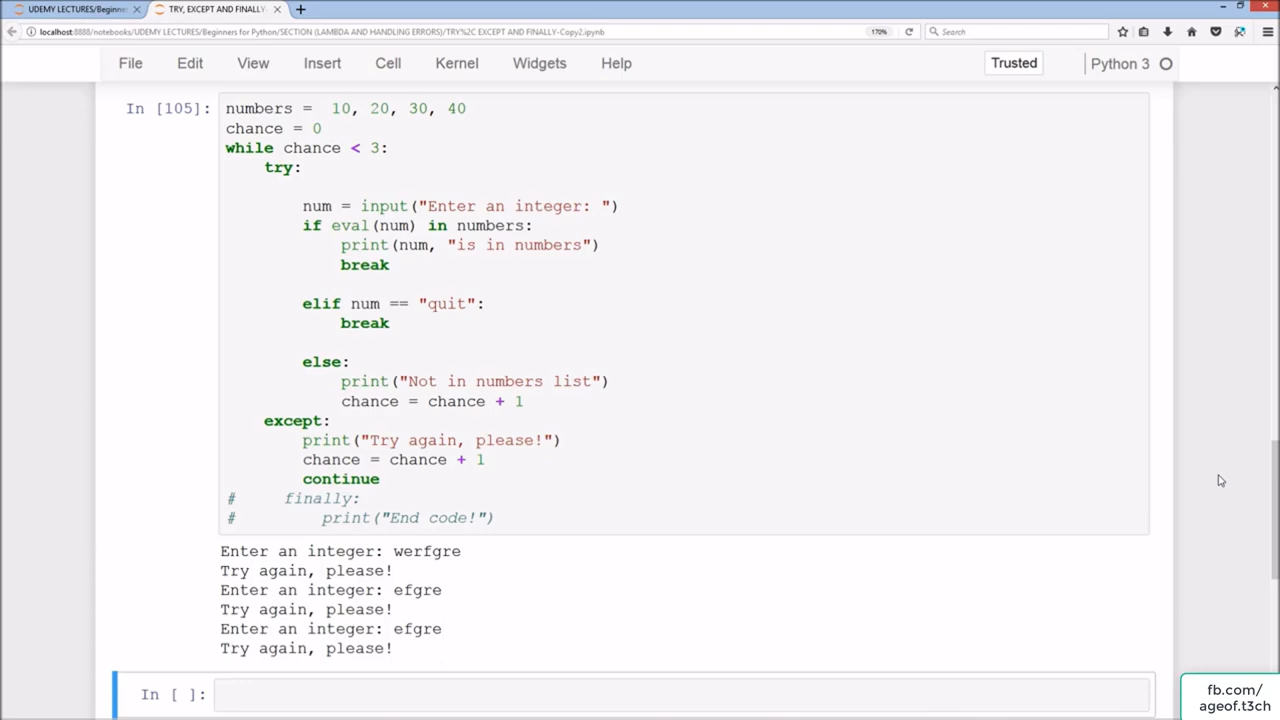 UDEMY LECTURES/Beginner
TRY, EXCEPT AND FINALLY-
localhost:8888/notebooks/UDEMY LECTURES/Beginners for Python/SECTION (LAMBDA AND HANDLING ERRORS)/TRY%2C EXCEPT AND FINALLY-Copy2.ipynb
170%
Search
File Edit View Insert Cell Kernel Widgets Help Trusted Python 3
In [105]: numbers =  10, 20, 30, 40
chance = 0
while chance < 3:
    try:
        num = input("Enter an integer: ")
        if eval(num) in numbers:
            print(num, "is in numbers")
            break
        elif num == "quit":
            break
        else:
            print("Not in numbers list")
            chance = chance + 1
    except:
        print("Try again, please!")
        chance = chance + 1
        continue
#     finally:
#         print("End code!")
Enter an integer: werfgre
Try again, please!
Enter an integer: efgre
Try again, please!
Enter an integer: efgre
Try again, please!
In [ ]:
fb.com/
ageof.t3ch